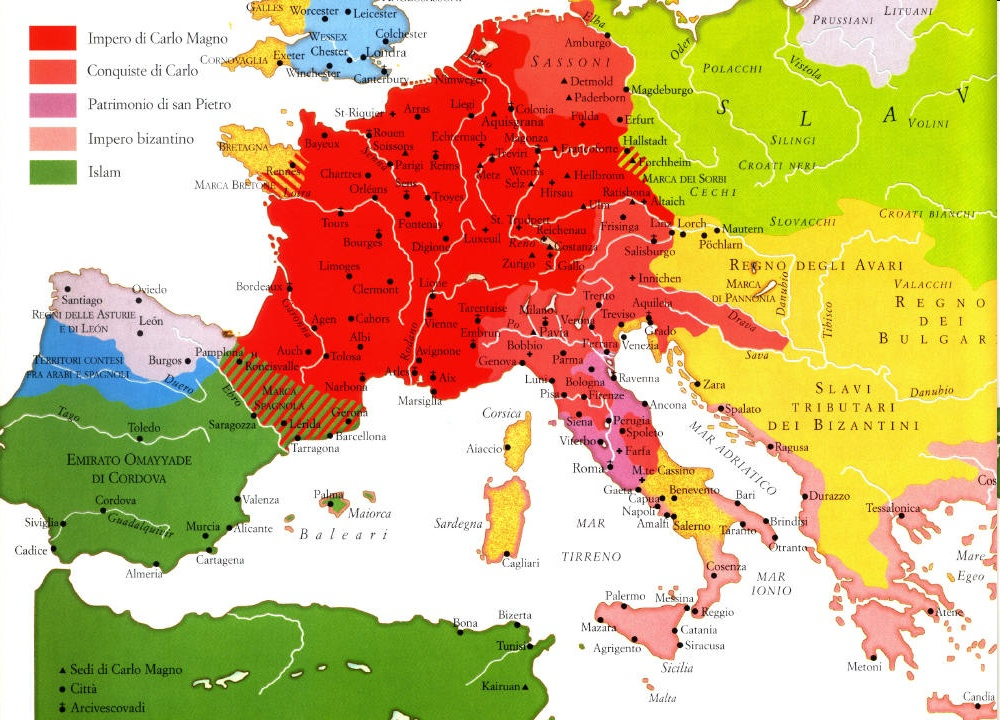 Impero di Carlo Magno
Conquiste di Carlo
Patrimonio di san Pietro
Impero bizantino
Islam
GALLES
Worcester
Leicester
WESSEX
Colchester
CORNOVAGLIA
Exeter
Chester
Londra
Winchester
Canterbury
Elba
Amburgo
SASSONI
Reno
Nimwegen
Detmold
Paderborn
Magdeburgo
Oder
POLACCHI
Vistola
PRUSSIANI
LITUANI
SLAV
VOLINI
SILINGI
CROATI NERI
St-Riquier
Arras
Liegi
Colonia
Aquisgrana
Fulda
Erfurt
Hallstadt
BRETAGNA
Bayeux
Rouen
Soissons
Echternach
Magonza
Francoforte
Forchheim
MARCA DEI SORBI
Rennes
MARCA BRETONE
Loira
Chartres
Parigi
Reims
Treviri
Metz
Worms
Selz
Heilbronn
Hirsau
Ratisbona
CECHI
Orléans
Sens
Troyes
Ulm
Altaich
Tours
Fontenay
St. Trudpert
Reichenau
Frisinga
Linz
Lorch
Mautern
SLOVACCHI
CROATI BIANCHI
Bourges
Digione
Luxeuil
Reno
Costanza
Salisburgo
Pöchlarn
Zurigo
S. Gallo
Innichen
REGNO DEGLI AVARI
MARCA
DI PANNONIA
Danubio
Tibisco
VALACCHI
REGNO
DEI
BULGAR
Limoges
Clermont
Lione
Bordeaux
Garonna
Agen
Cahors
Vienne
Tarentaise
Embrun
Milano
Po
Pavia
Verona
Trento
Treviso
Aquileia
Grado
Drava
Sava
Santiago
Oviedo
REGNI DELLE ASTURIE
E DI LEÓN
León
Burgos
Pamplona
Roncisvalle
Auch
Albi
Tolosa
Rodano
Avignone
Arles
Aix
Marsiglia
Narbona
Bobbio
Genova
Parma
Ferrara
Venezia
Luni
Bologna
Ravenna
Pisa
Firenze
Zara
SLAVI
TRIBUTARI
DEI BIZANTINI
Danubio
TERRITORI CONTESI
FRA ARABI E SPAGNOLI
Duero
Ebro
MARCA
SPAGNOLA
Gerona
Saragozza
Lerida
Barcellona
Tarragona
Corsica
Aiaccio
Siena
Ancona
Perugia
Spoleto
Viterbo
Farfa
Roma
Spalato
MAR ADRIATICO
Ragusa
Tago
Toledo
EMIRATO OMAYYADE
DI CORDOVA
Cordova
Guadalquivir
Siviglia
Cadice
Valenza
Murcia
Alicante
Cartagena
Almeria
Palma
Maiorca
Baleari
Sardegna
Cagliari
MAR
TIRRENO
M.te Cassino
Gaeta
Capua
Benevento
Napoli
Amalfi
Salerno
Bari
Taranto
Brindisi
Otranto
Durazzo
Tessalonica
Cos
Mare
Egeo
Cosenza
MAR
IONIO
Palermo
Messina
Reggio
Mazara
Agrigento
Catania
Siracusa
Sicilia
Malta
Atene
Metoni
Candia
Bona
Bizerta
Tunisi
Kairuan
Sedi di Carlo Magno
Città
Arcivescovadi